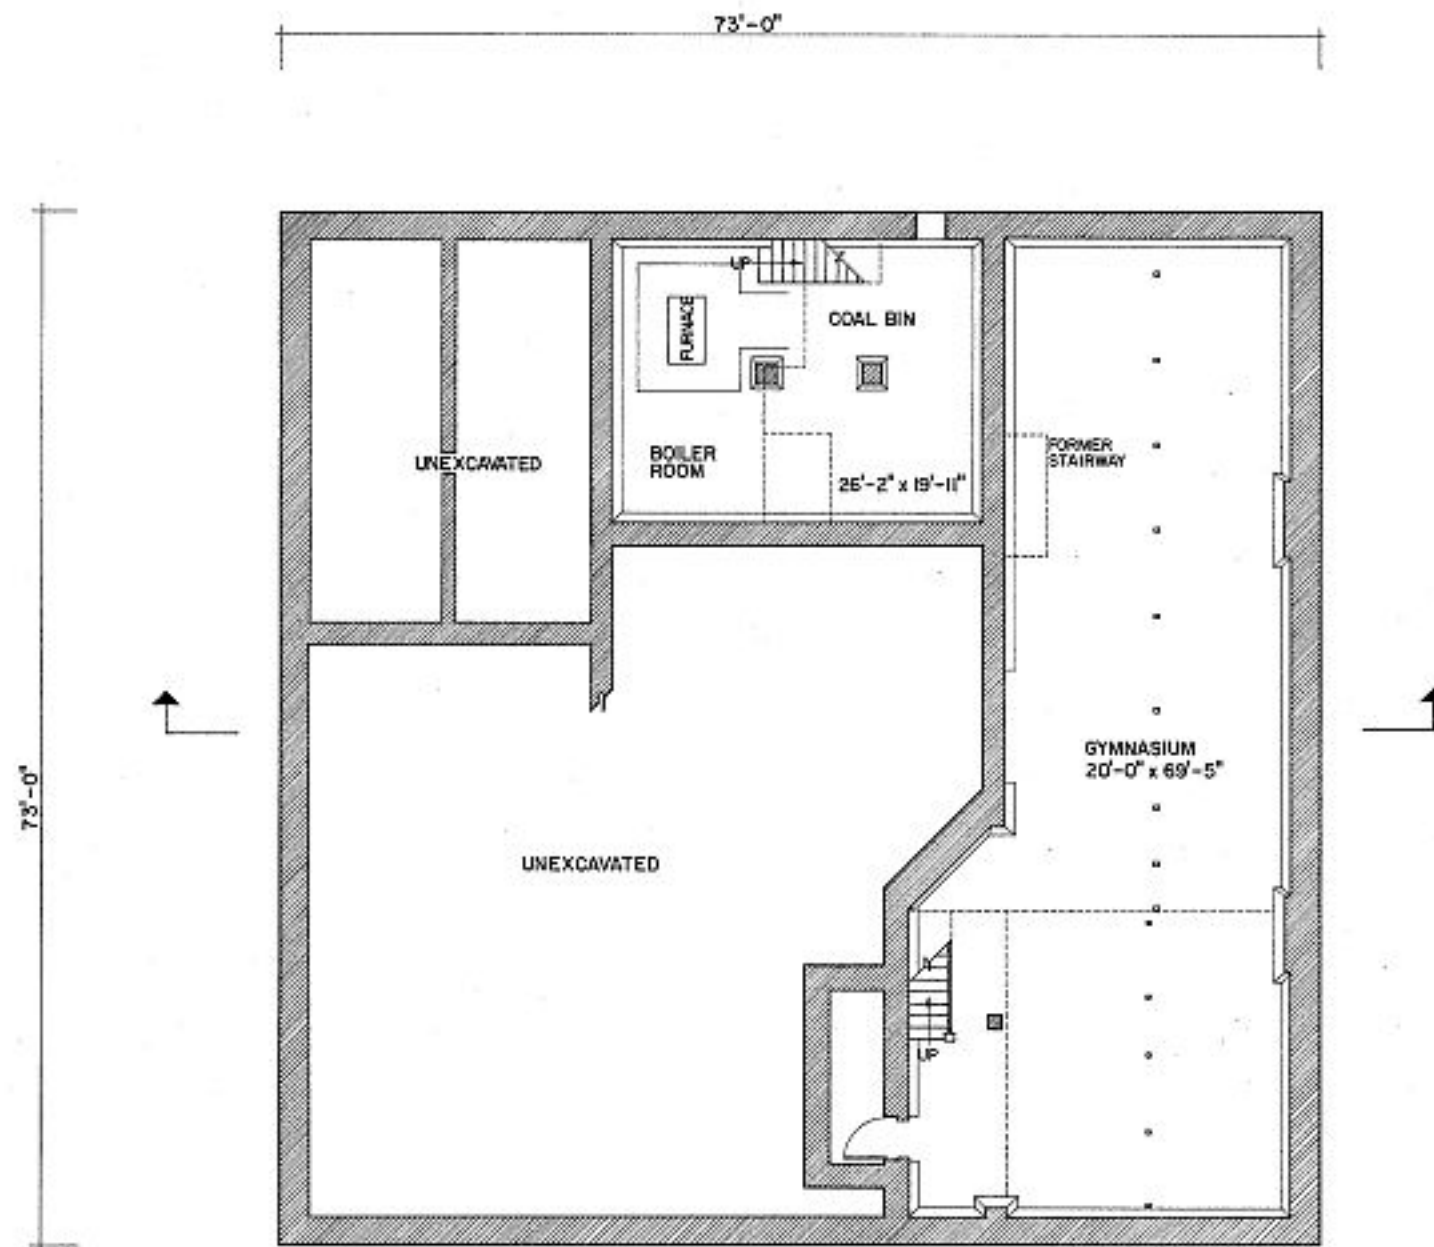 73'-0"
UP
COAL BIN
FURNACE
UNEXCAVATED
BOILER
ROOM
26'-2" x 19'-11"
FORMER
STAIRWAY
73'-0"
GYMNASIUM
20'-0" x 69'-5"
UNEXCAVATED
UP